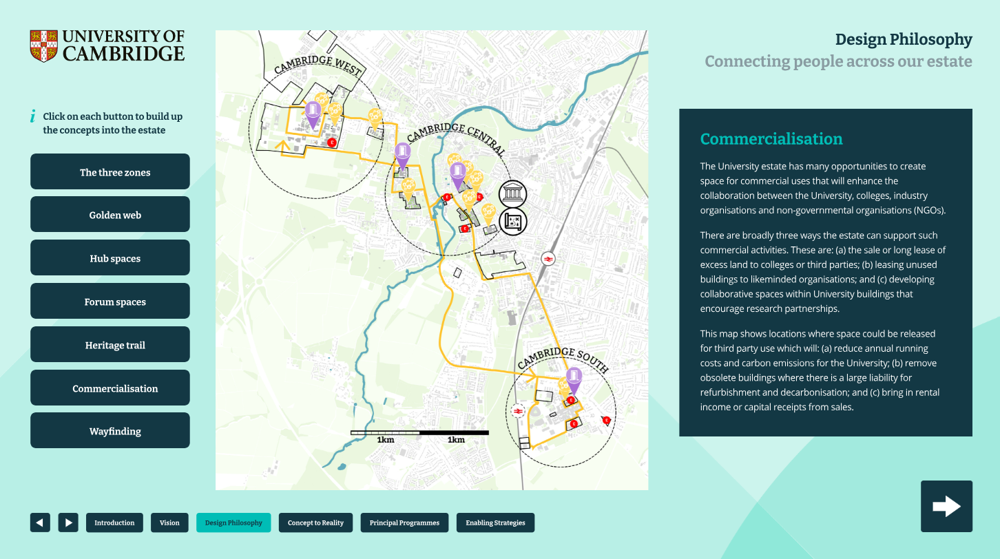 UNIVERSITY OF
CAMBRIDGE
Design Philosophy
Connecting people across our estate
i Click on each button to build up
the concepts into the estate
The three zones
Golden web
Hub spaces
Forum spaces
Heritage trail
Commercialisation
Wayfinding
CAMBRIDGE WEST
CAMBRIDGE CENTRAL
CAMBRIDGE SOUTH
£
£
£
£
£
£
£
1km 1km
Commercialisation
The University estate has many opportunities to create
space for commercial uses that will enhance the
collaboration between the University, colleges, industry
organisations and non-governmental organisations (NGOs).
There are broadly three ways the estate can support such
commercial activities. These are: (a) the sale or long lease of
excess land to colleges or third parties; (b) leasing unused
buildings to likeminded organisations; and (c) developing
collaborative spaces within University buildings that
encourage research partnerships.
This map shows locations where space could be released
for third party use which will: (a) reduce annual running
costs and carbon emissions for the University; (b) remove
obsolete buildings where there is a large liability for
refurbishment and decarbonisation; and (c) bring in rental
income or capital receipts from sales.
Introduction
Vision
Design Philosophy
Concept to Reality
Principal Programmes
Enabling Strategies